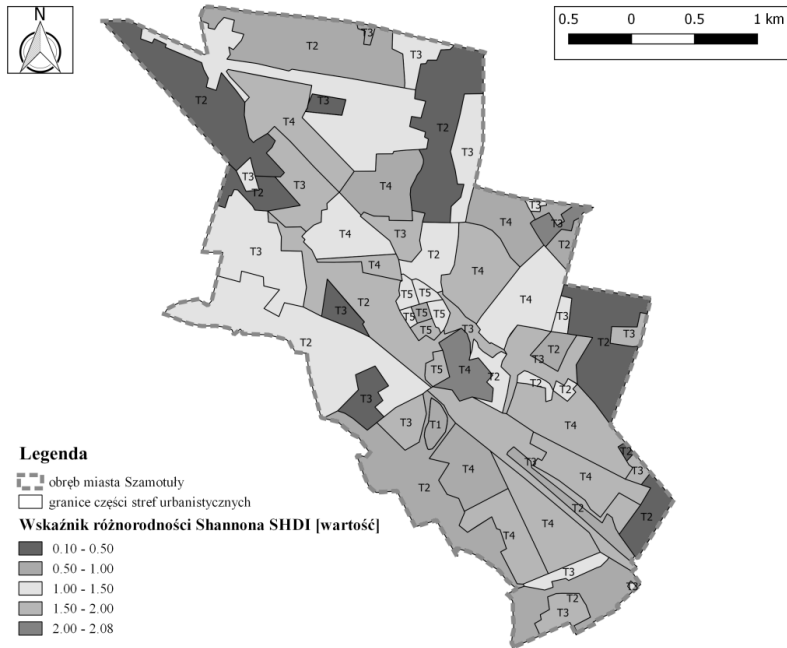 N
0.5 0 0.5 1 km
T3
T2
T3
T2
T3
T2
T4
T3
T3
T3
T2
T3
T4
T3
T4
T3
T4
T3
T2
T2
T4
T3
T4
T5
T5
T5
T5
T5
T5
T3
T2
T4
T4
T3
T2
T3
T2
T3
T2
T4
T5
T2
T2
T2
T3
T3
T1
T4
T2
T3
T3
T4
T4
T2
T2
T2
T4
T4
T3
T3
T2
T3
Legenda
obręb miasta Szamotuły
granice części stref urbanistycznych
Wskaźnik różnorodności Shannona SHDI [wartość]
0.10 - 0.50
0.50 - 1.00
1.00 - 1.50
1.50 - 2.00
2.00 - 2.08